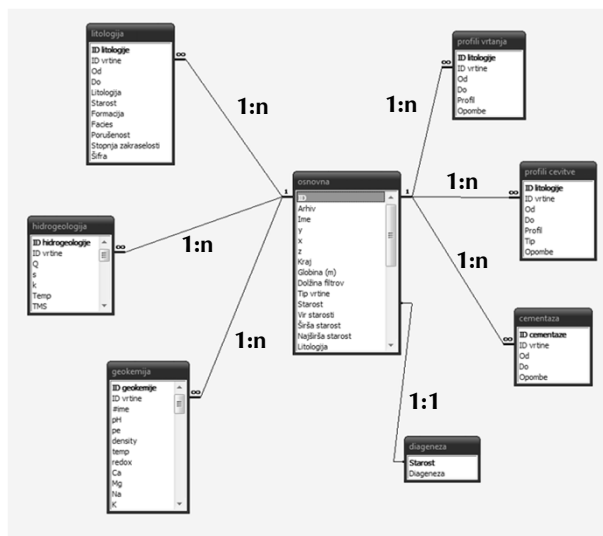 litologija
ID litologije
ID vrtine
Od
Do
Litologija
Starost
Formacija
Facies
Porušenost
Stopnja zakraselosti
Šifra
∞
1:n
profili vrtanja
ID litologije
ID vrtine
Od
Do
Profil
Opombe
∞
1:n
osnovna
ID
Arhiv
Ime
y
x
z
Kraj
Globina (m)
Dolžina filtrov
Tip vrtine
Starost
Vir starosti
Širša starost
Najširša starost
Litologija
1
1
profili cevitve
ID litologije
ID vrtine
Od
Do
Profil
Tip
Opombe
∞
1:n
hidrogeologija
ID hidrogeologije
ID vrtine
Q
s
k
Temp
TMS
∞
1:n
cementaza
ID cementaze
ID vrtine
Od
Do
Opombe
∞
1:n
geokemija
ID geokemije
ID vrtine
#ime
pH
pe
density
temp
redox
Ca
Mg
Na
K
∞
1:n
1:1
diageneza
Starost
Diageneza